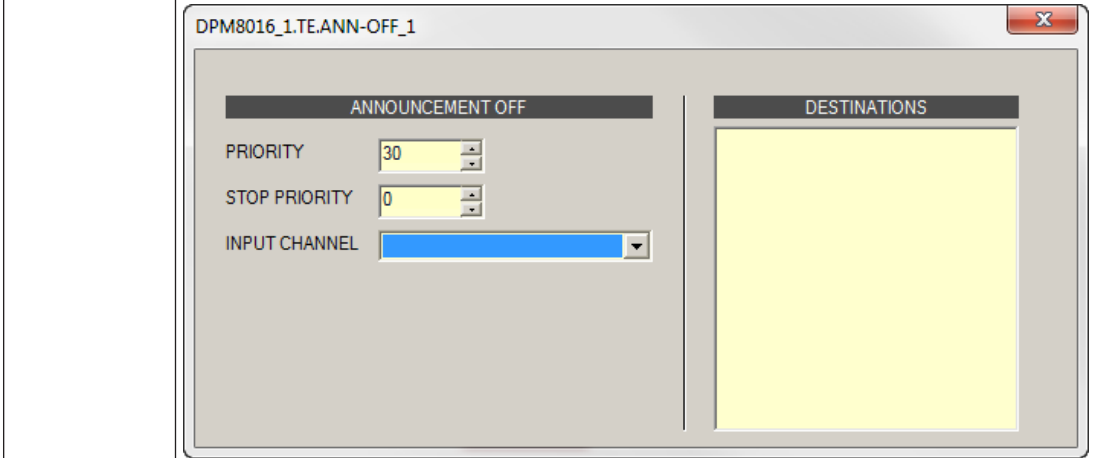 DPM8016_1.TE.ANN-OFF_1
ANNOUNCEMENT OFF
PRIORITY 30
STOP PRIORITY 0
INPUT CHANNEL
DESTINATIONS